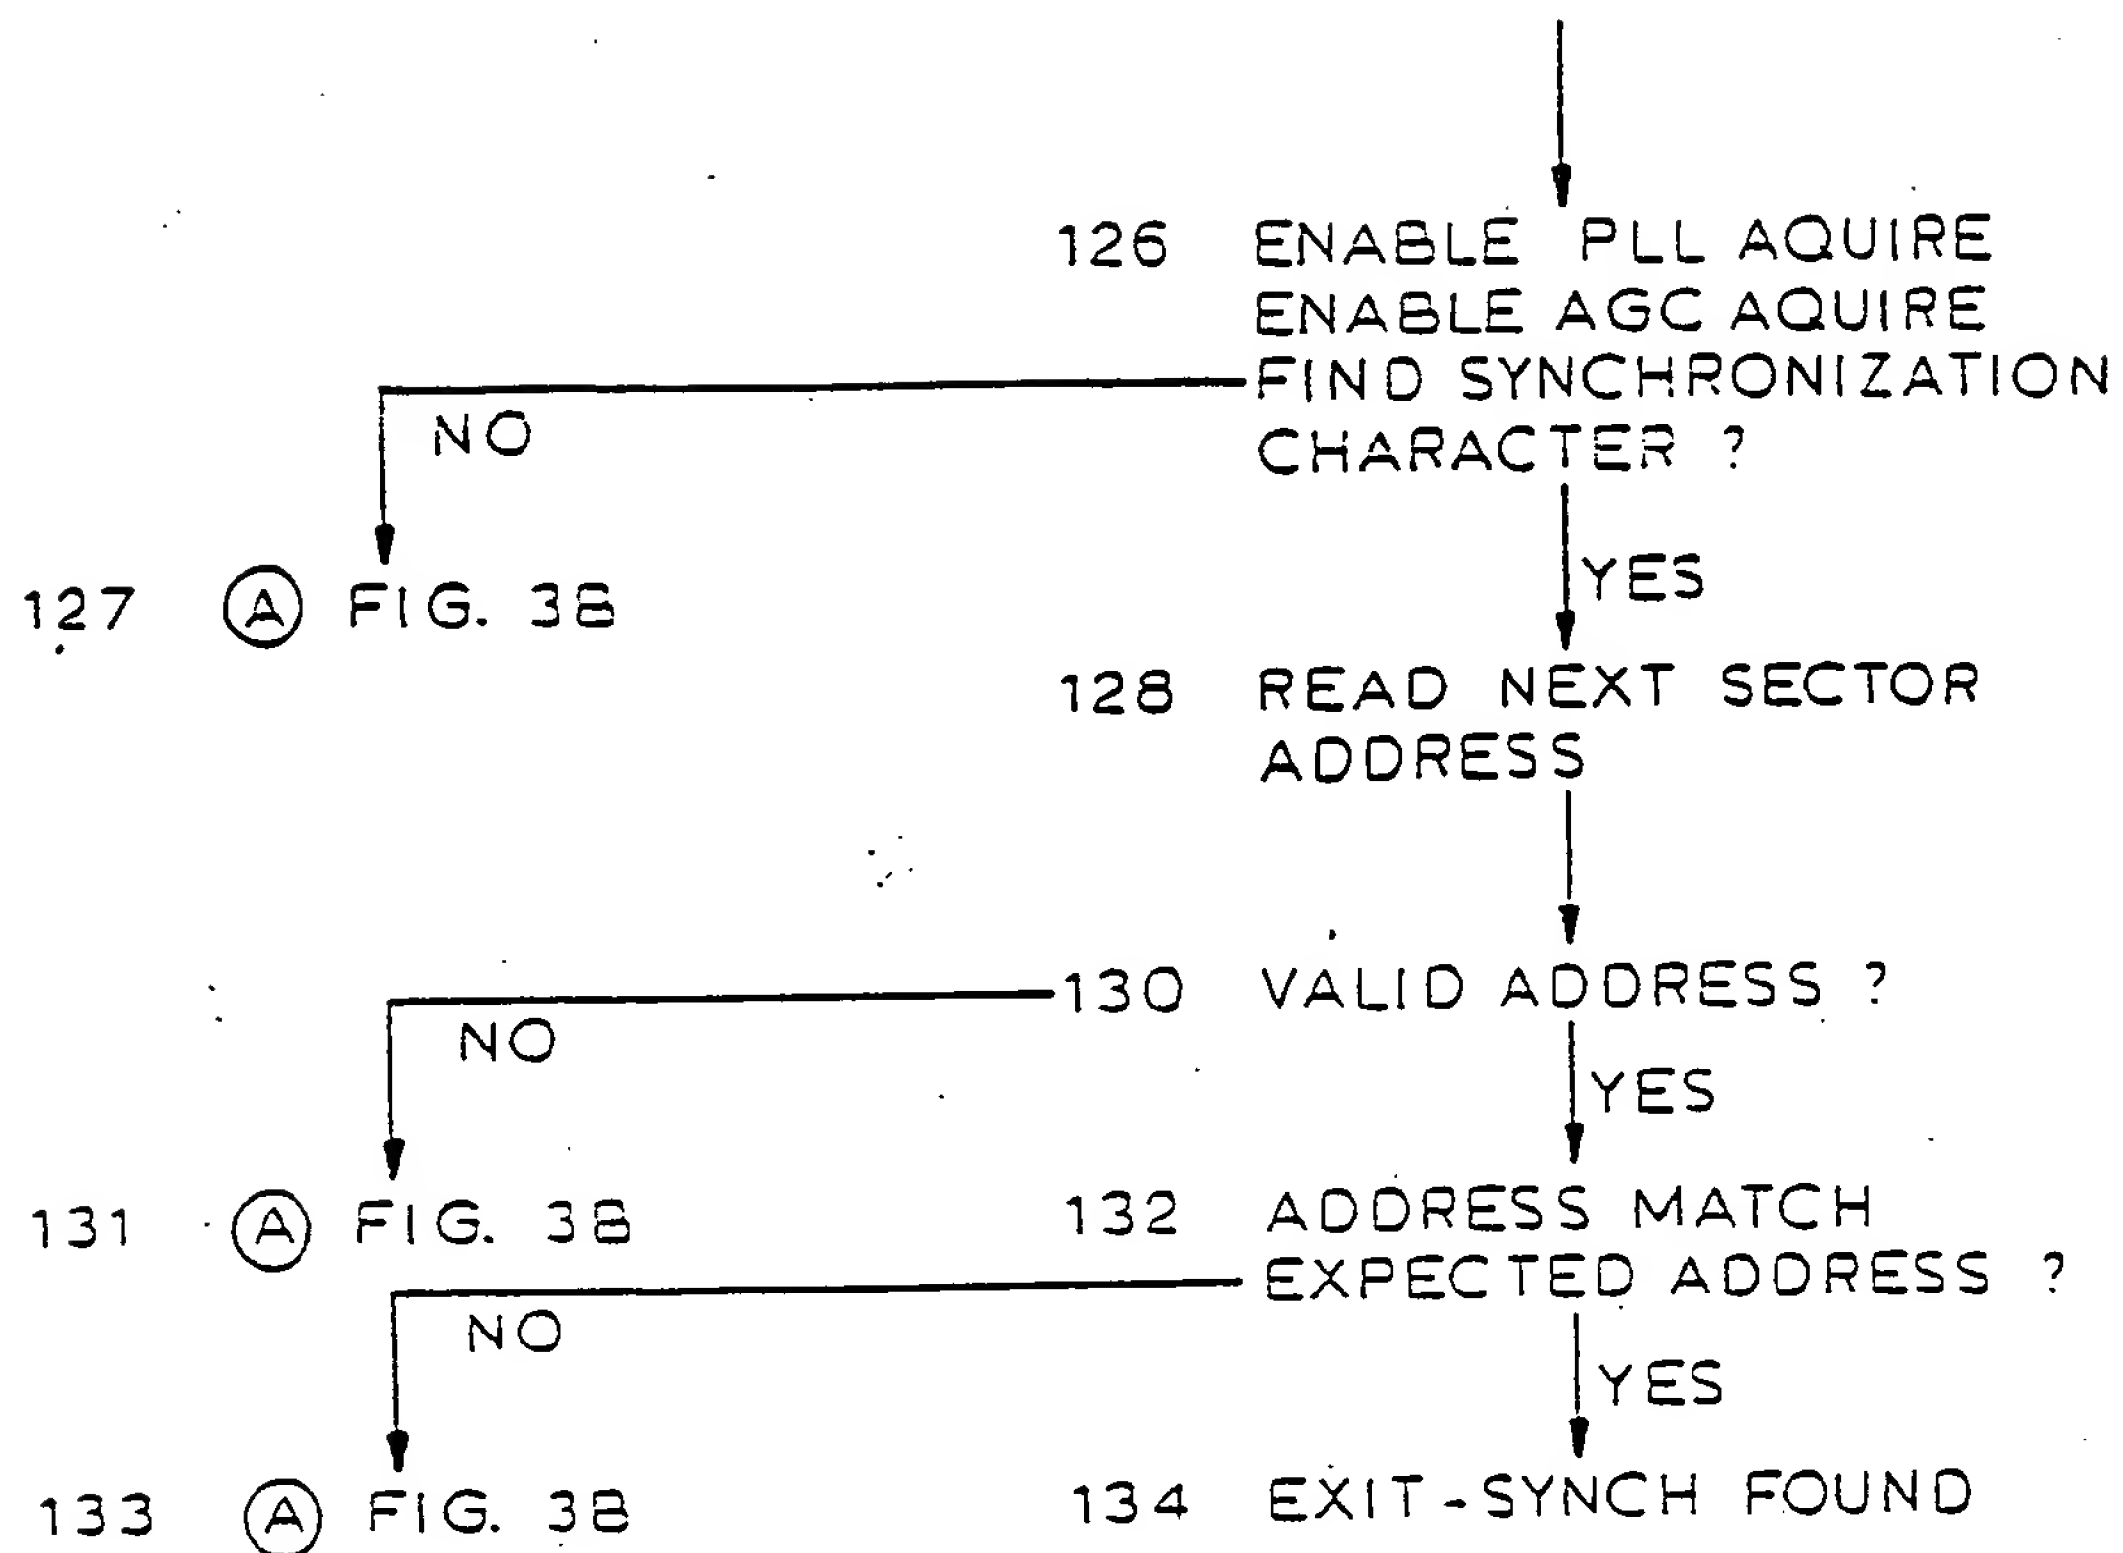 126 ENABLE PLL AQUIRE
ENABLE AGC AQUIRE
FIND SYNCHRONIZATION
CHARACTER ?
NO
YES
127 A FIG. 3B
128 READ NEXT SECTOR
ADDRESS
130 VALID ADDRESS ?
NO
YES
131 A FIG. 3B
132 ADDRESS MATCH
EXPECTED ADDRESS ?
NO
YES
133 A FIG. 3B
134 EXIT-SYNCH FOUND